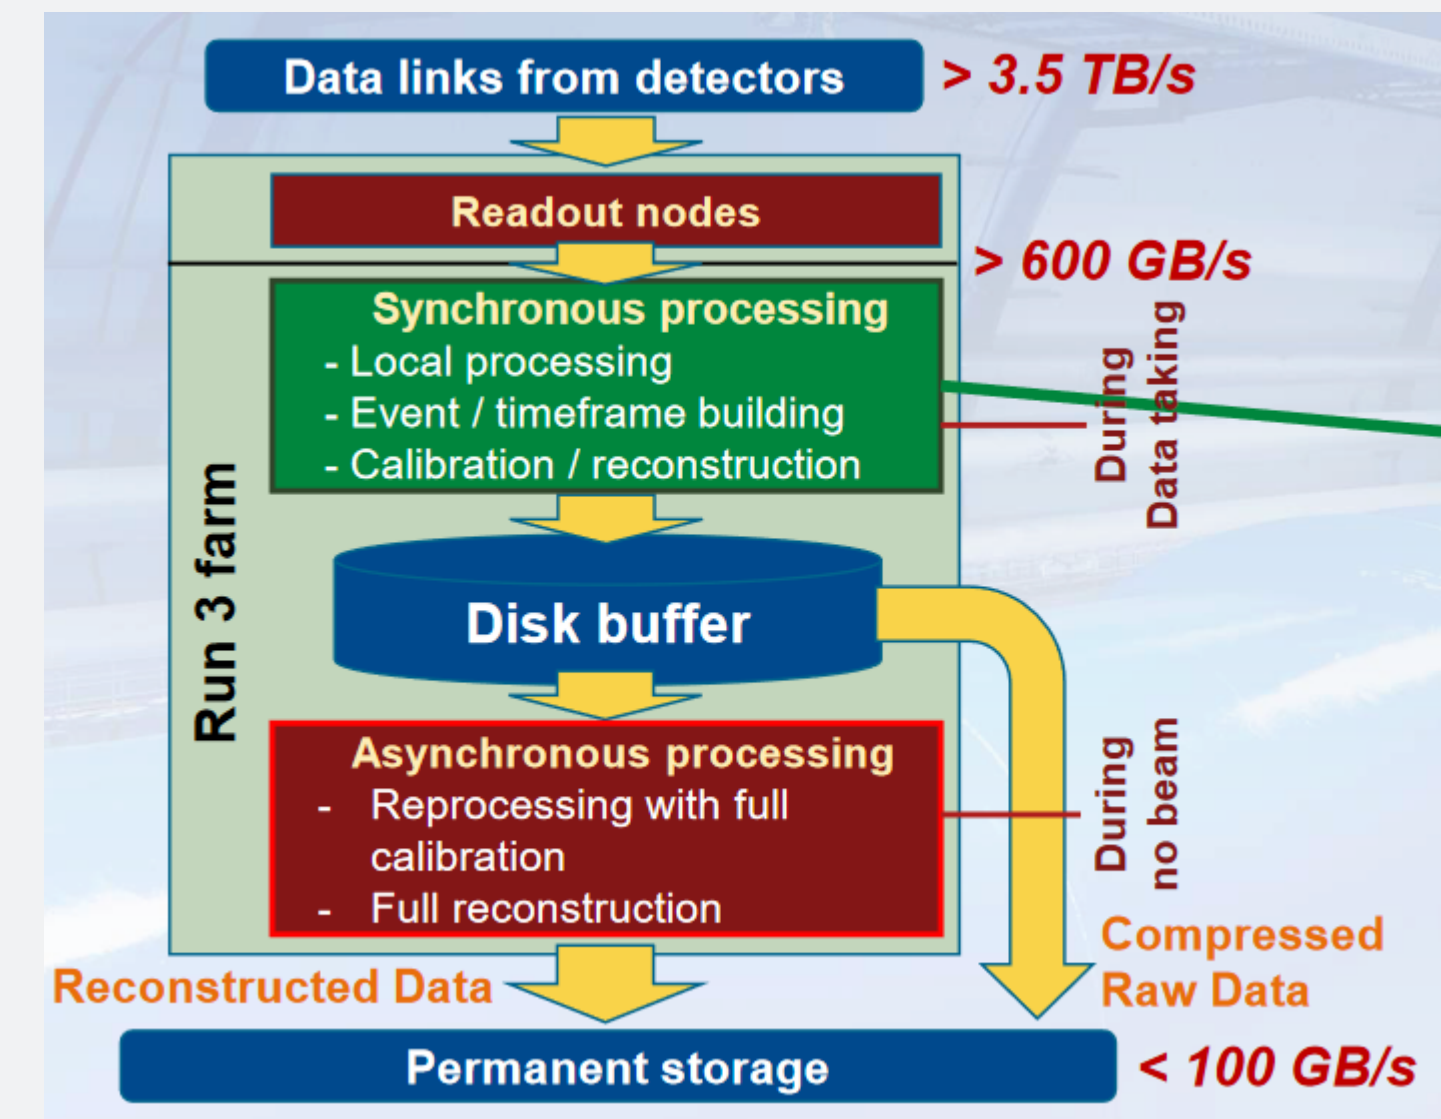 Data links from detectors
> 3.5 TB/s
Readout nodes
> 600 GB/s
Synchronous processing
- Local processing
- Event / timeframe building
- Calibration / reconstruction
During
Data taking
Run 3 farm
Disk buffer
Asynchronous processing
- Reprocessing with full
calibration
- Full reconstruction
During
no beam
Reconstructed Data
Compressed
Raw Data
Permanent storage
< 100 GB/s